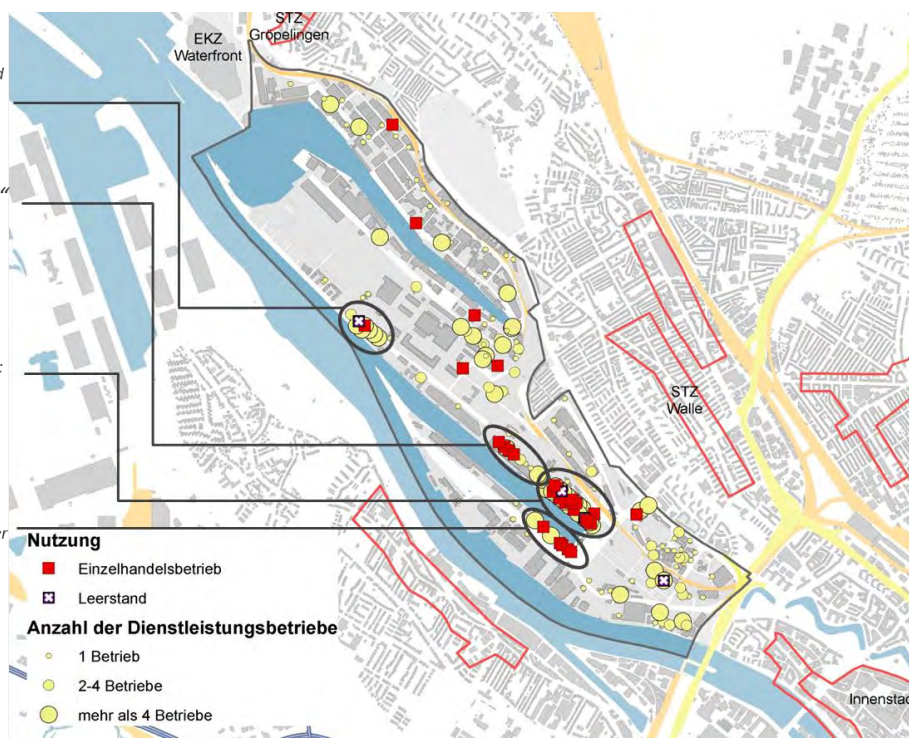 STZ
Gröpelingen
EKZ
Waterfront
d
“
STZ
Walle
:
er
Nutzung
Einzelhandelsbetrieb
Leerstand
Anzahl der Dienstleistungsbetriebe
1 Betrieb
2-4 Betriebe
mehr als 4 Betriebe
Innenstad